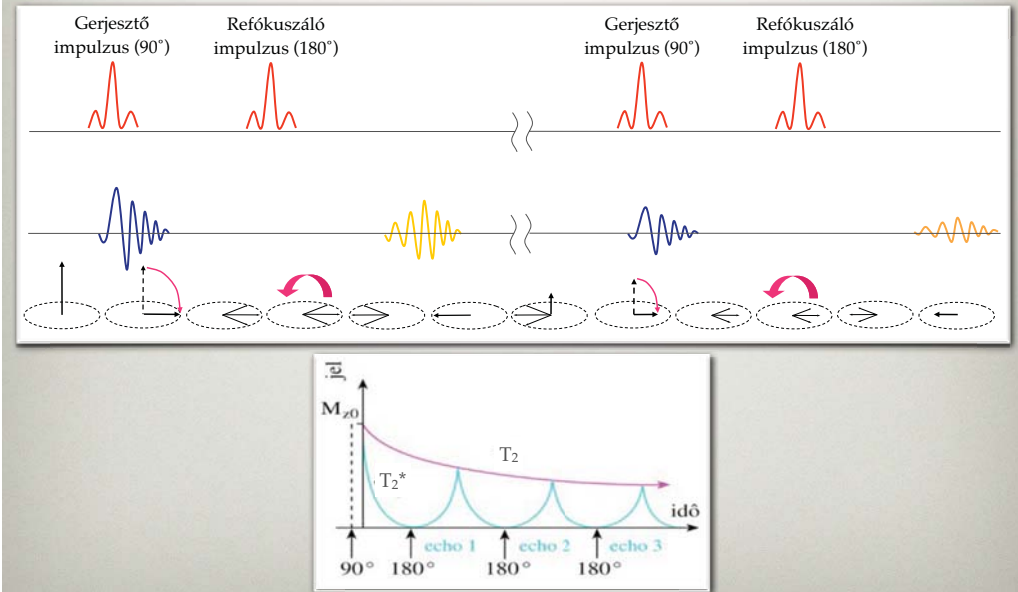 Gerjesztő
impulzus (90˚)
Refókuszáló
impulzus (180˚)
Gerjesztő
impulzus (90˚)
Refókuszáló
impulzus (180˚)
jel
M_z0
T₂
T₂*
idô
echo 1
echo 2
echo 3
90° 180° 180° 180°